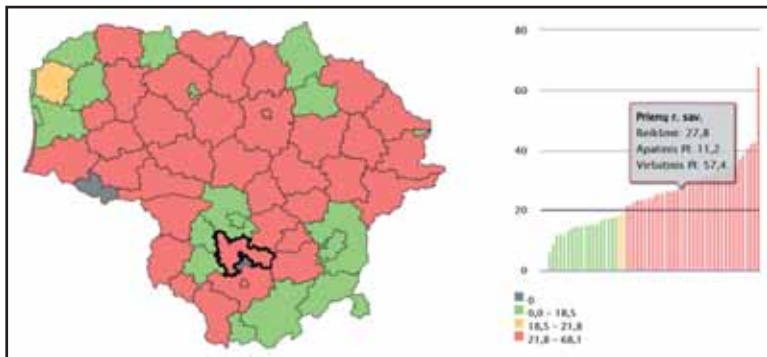 80
60
40
20
0
Prienų r. sav.
Reikšmė: 27,8
Apatinis PI: 11,2
Viršutinis PI: 57,4
0
0,0 - 18,5
18,5 - 21,8
21,8 - 68,1